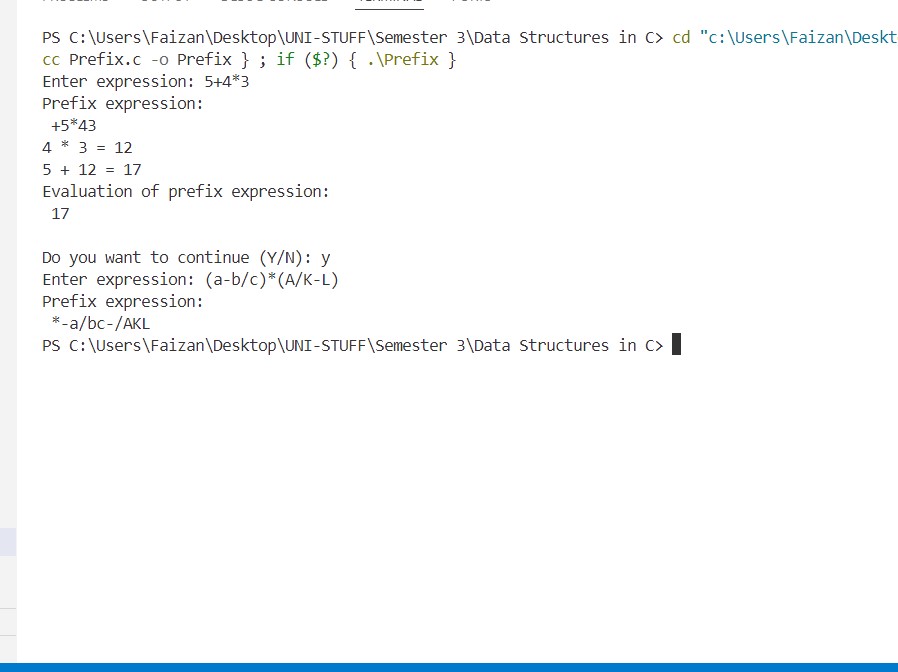 PS C:\Users\Faizan\Desktop\UNI-STUFF\Semester 3\Data Structures in C> cd "c:\Users\Faizan\Deskt
cc Prefix.c -o Prefix } ; if ($?) { .\Prefix }
Enter expression: 5+4*3
Prefix expression:
+5*43
4 * 3 = 12
5 + 12 = 17
Evaluation of prefix expression:
17
Do you want to continue (Y/N): y
Enter expression: (a-b/c)*(A/K-L)
Prefix expression:
*-a/bc-/AKL
PS C:\Users\Faizan\Desktop\UNI-STUFF\Semester 3\Data Structures in C>